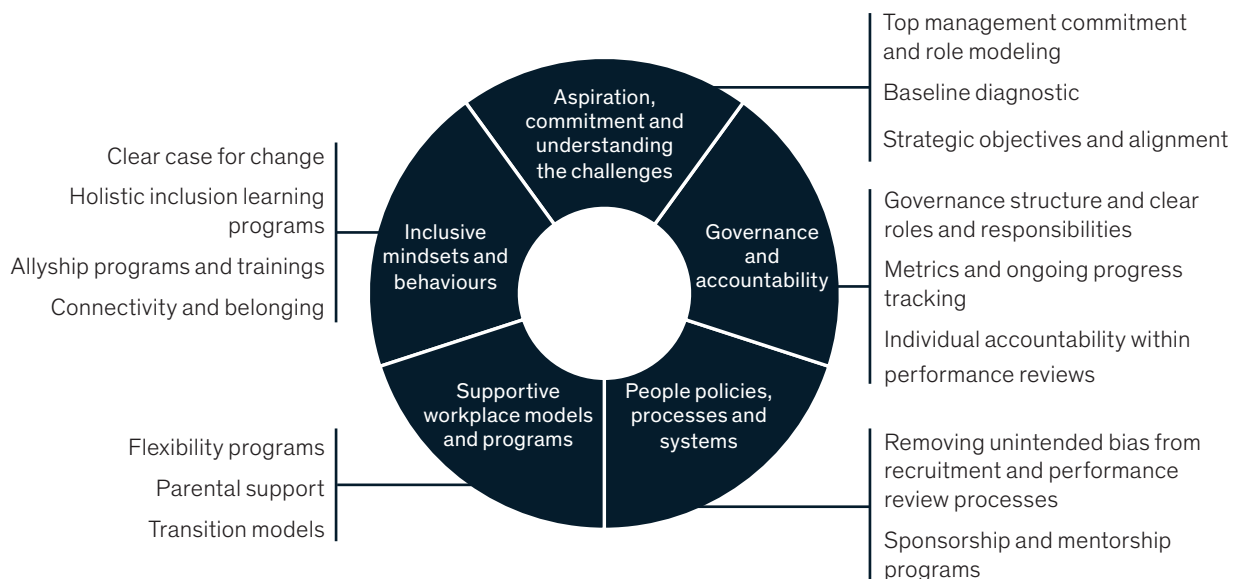 Aspiration,
commitment and
understanding
the challenges
Top management commitment
and role modeling
Baseline diagnostic
Strategic objectives and alignment
Governance
and
accountability
Governance structure and clear
roles and responsibilities
Metrics and ongoing progress
tracking
Individual accountability within
performance reviews
People policies,
processes and
systems
Removing unintended bias from
recruitment and performance
review processes
Sponsorship and mentorship
programs
Supportive
workplace models
and programs
Flexibility programs
Parental support
Transition models
Inclusive
mindsets and
behaviours
Clear case for change
Holistic inclusion learning
programs
Allyship programs and trainings
Connectivity and belonging